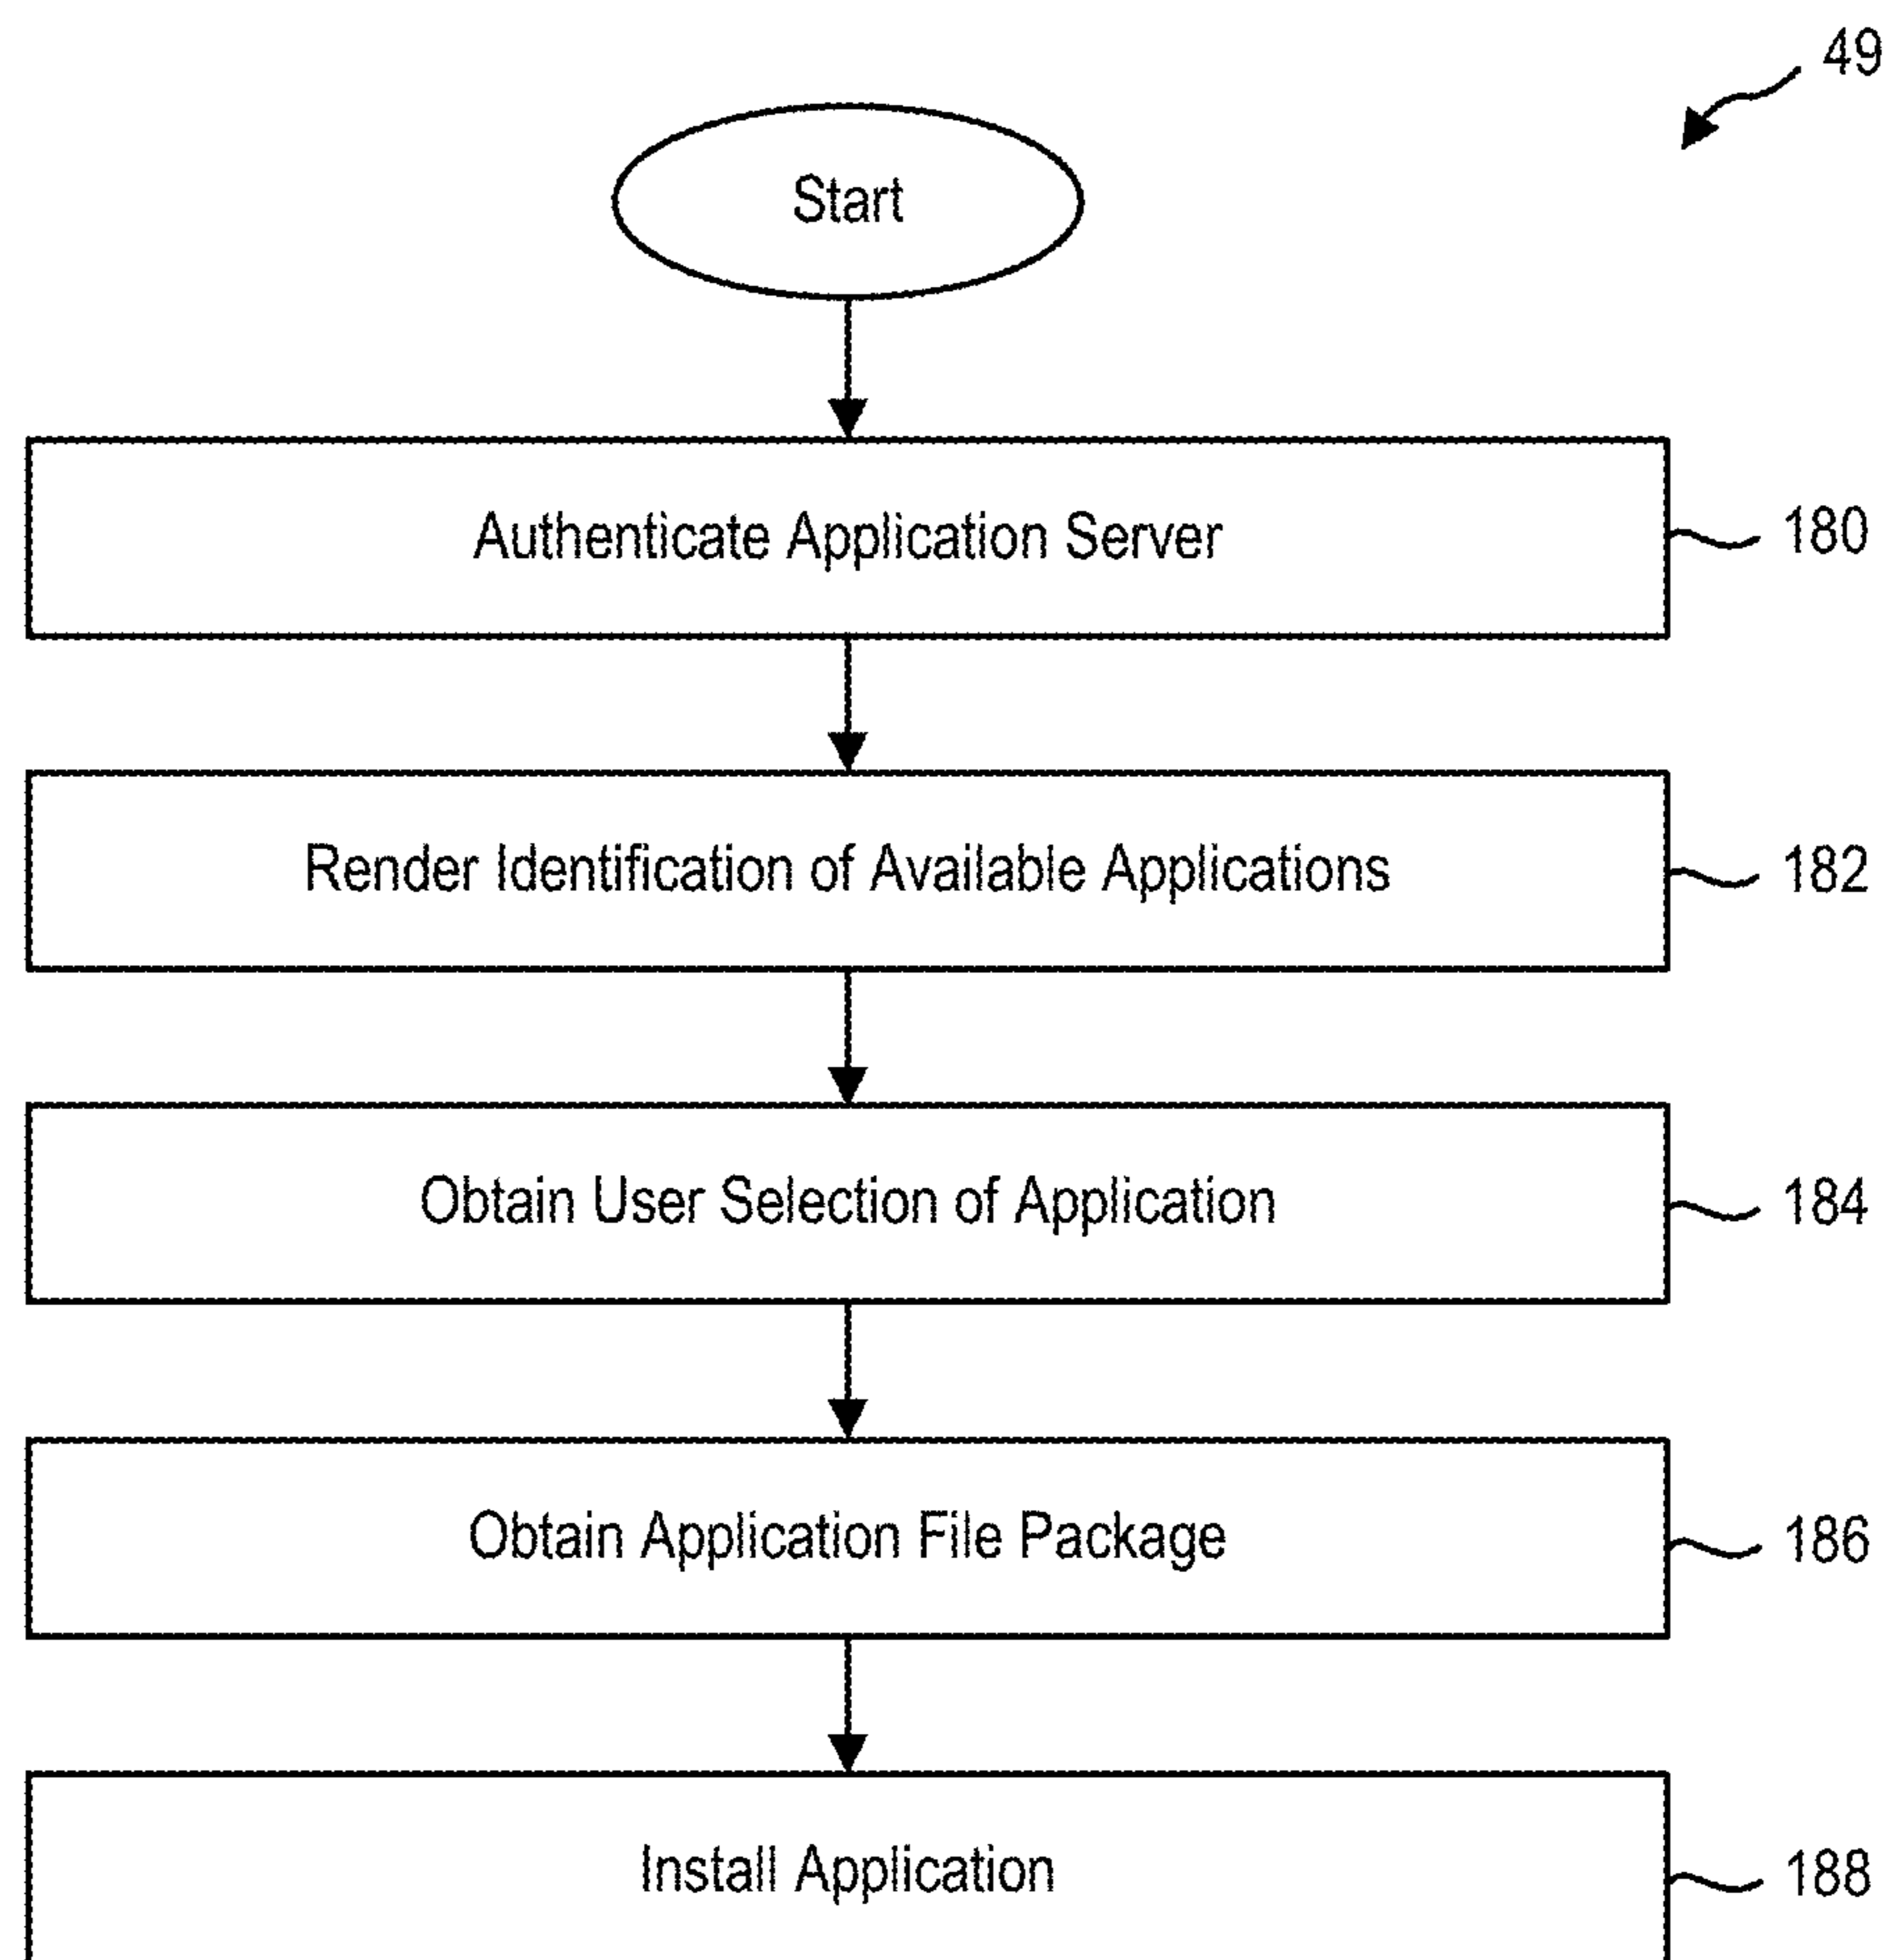 49
Start
Authenticate Application Server
180
Render Identification of Available Applications
182
Obtain User Selection of Application
184
Obtain Application File Package
186
Install Application
188